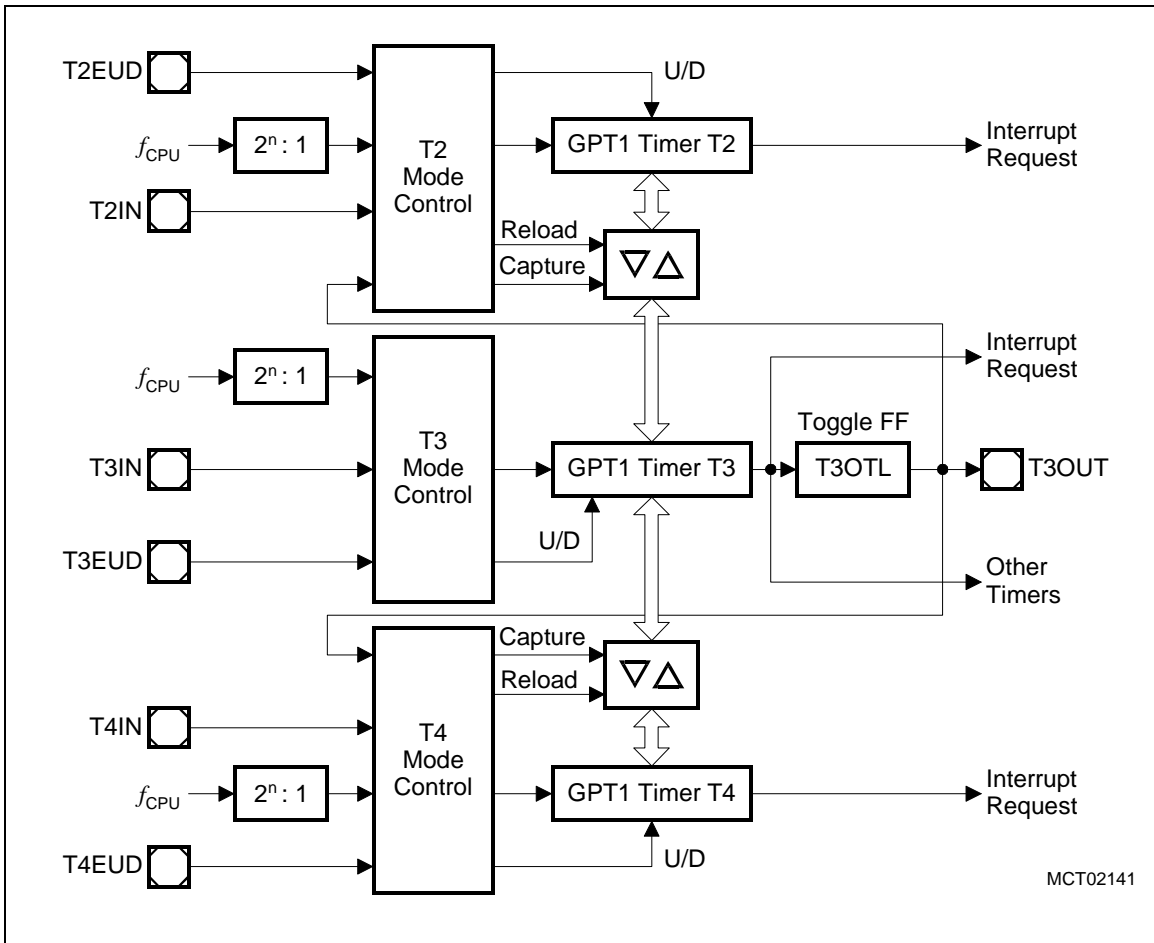 T2EUD
U/D
fCPU
2ⁿ : 1
T2
Mode
Control
GPT1 Timer T2
Interrupt
Request
T2IN
Reload
Capture
fCPU
2ⁿ : 1
Interrupt
Request
T3
Mode
Control
Toggle FF
T3IN
GPT1 Timer T3
T3OTL
T3OUT
U/D
T3EUD
Other
Timers
Capture
Reload
T4IN
T4
Mode
Control
fCPU
2ⁿ : 1
GPT1 Timer T4
Interrupt
Request
U/D
T4EUD
MCT02141